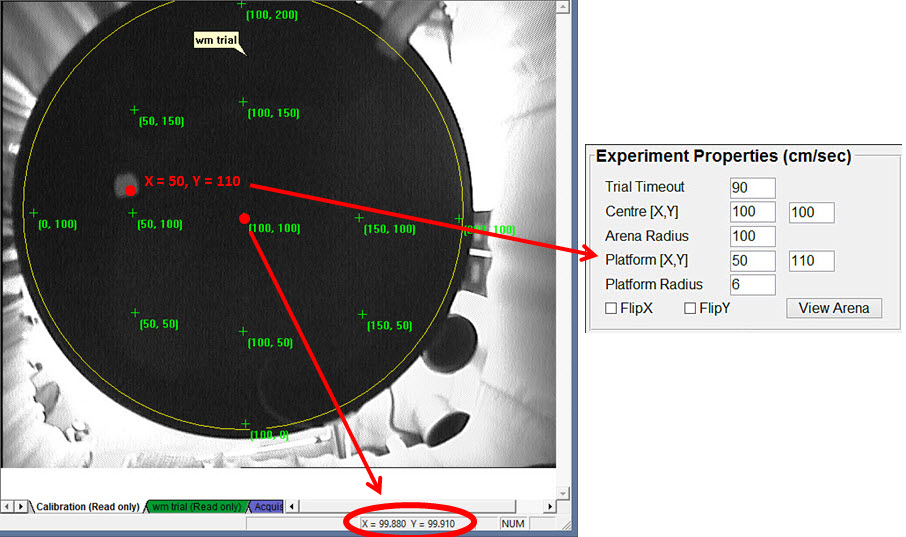 (100, 200)
wm trial
(100, 150)
(50, 150)
X = 50, Y = 110
(0, 100)
(50, 100)
(100, 100)
(150, 100)
(50, 50)
(150, 50)
(100, 50)
(100, 0)
Calibration (Read only)
wm trial (Read only)
Acquis
X = 99.880 Y = 99.910
NUM
Experiment Properties (cm/sec)
Trial Timeout 90
Centre [X,Y] 100 100
Arena Radius 100
Platform [X,Y] 50 110
Platform Radius 6
FlipX FlipY View Arena